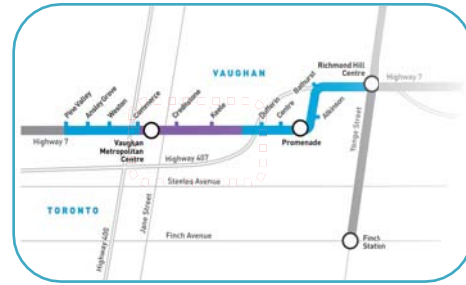 Richmond Hill
Centre
Highway 7
VAUGHAN
Pine Valley
Ansley Grove
Weston
Commerce
Creditstone
Keele
Dufferin
Centre
Bathurst
Atkinson
Highway 7
Vaughan
Metropolitan
Centre
Promenade
Highway 407
Yonge Street
Steeles Avenue
TORONTO
Highway 400
Jane Street
Finch Avenue
Finch
Station